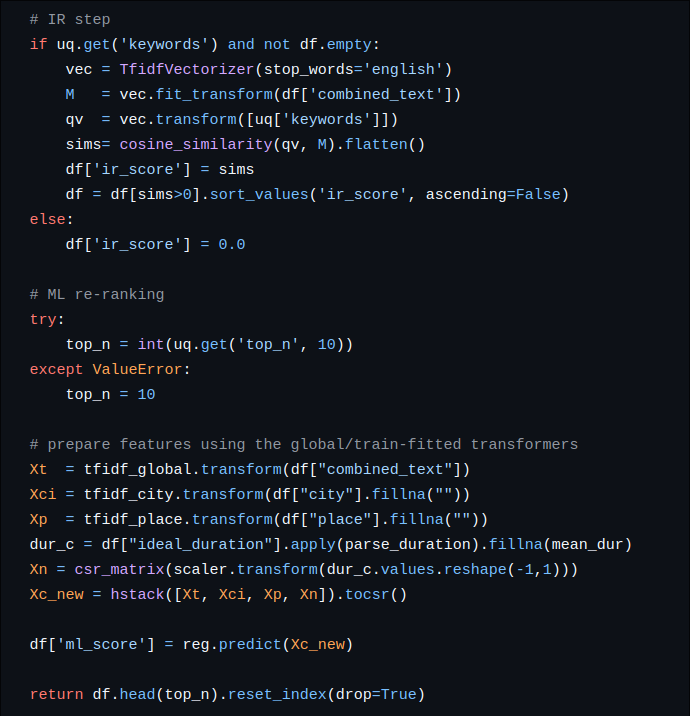 # IR step
if uq.get('keywords') and not df.empty:
    vec = TfidfVectorizer(stop_words='english')
    M   = vec.fit_transform(df['combined_text'])
    qv  = vec.transform([uq['keywords']])
    sims= cosine_similarity(qv, M).flatten()
    df['ir_score'] = sims
    df = df[sims>0].sort_values('ir_score', ascending=False)
else:
    df['ir_score'] = 0.0

# ML re-ranking
try:
    top_n = int(uq.get('top_n', 10))
except ValueError:
    top_n = 10

# prepare features using the global/train-fitted transformers
Xt  = tfidf_global.transform(df["combined_text"])
Xci = tfidf_city.transform(df["city"].fillna(""))
Xp  = tfidf_place.transform(df["place"].fillna(""))
dur_c = df["ideal_duration"].apply(parse_duration).fillna(mean_dur)
Xn = csr_matrix(scaler.transform(dur_c.values.reshape(-1,1)))
Xc_new = hstack([Xt, Xci, Xp, Xn]).tocsr()

df['ml_score'] = reg.predict(Xc_new)

return df.head(top_n).reset_index(drop=True)